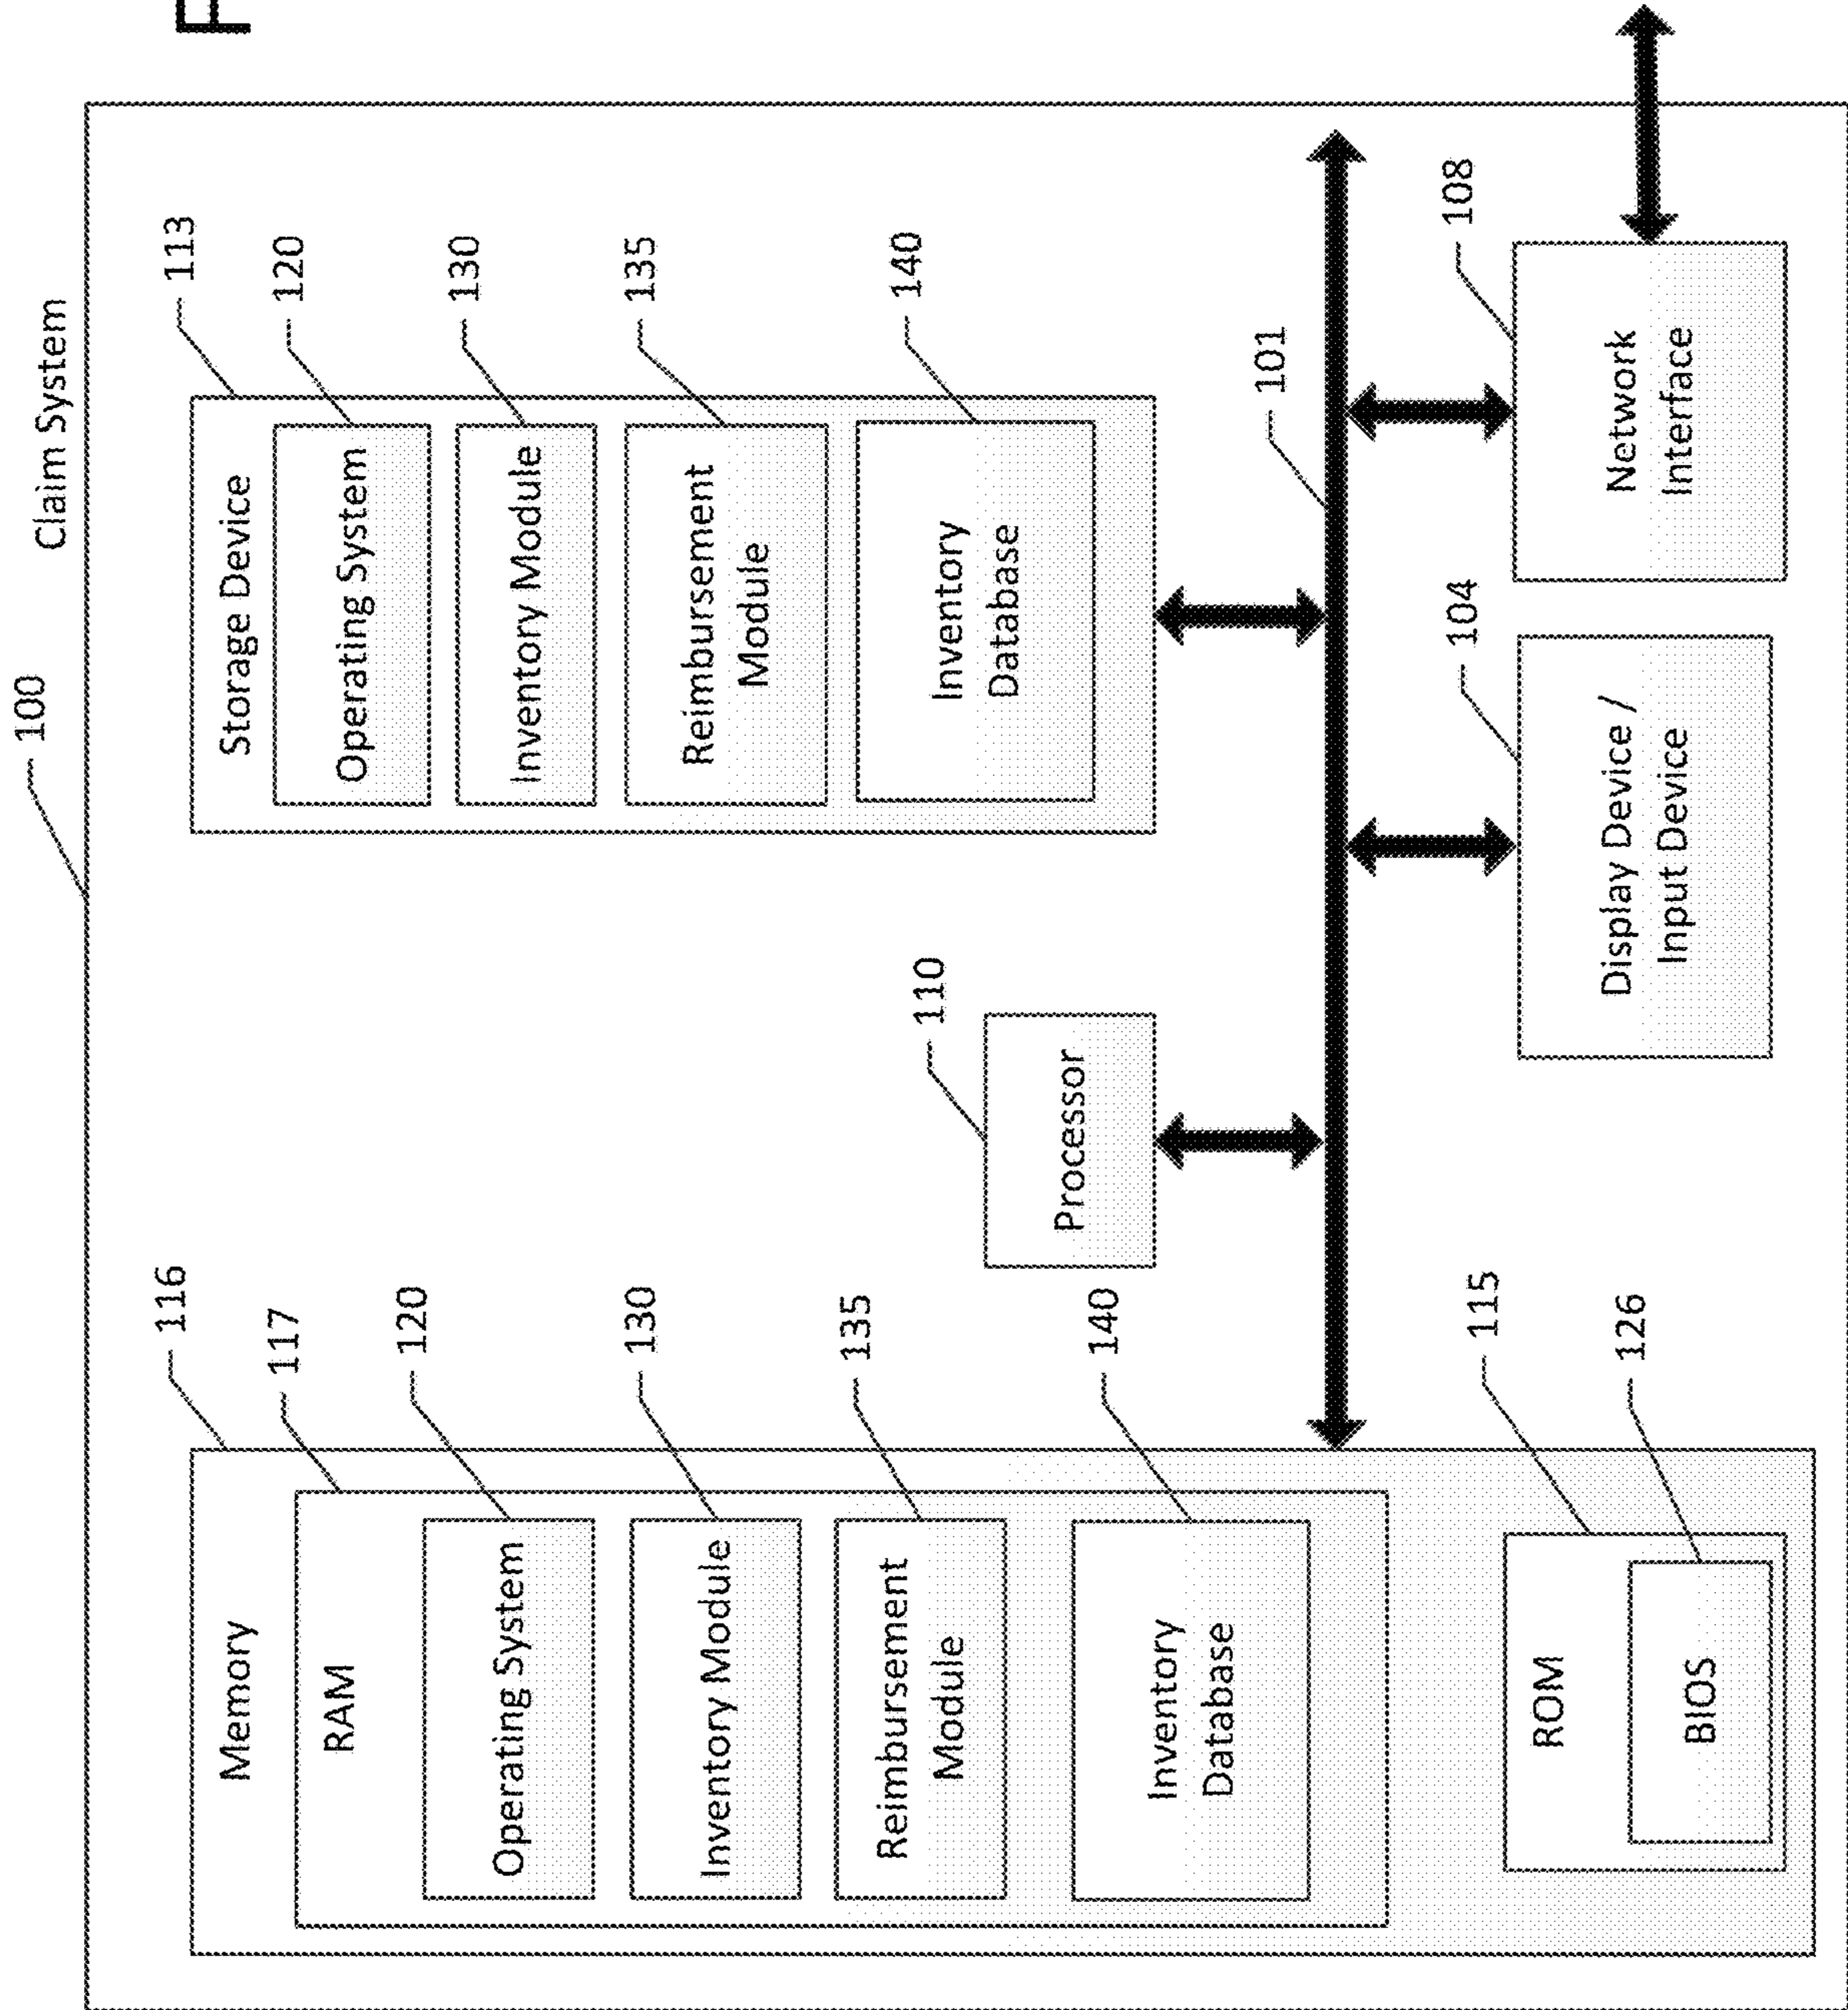 100
Claim System
F
Memory
116
RAM
117
Operating System
120
Inventory Module
130
Reimbursement
Module
135
Inventory
Database
140
ROM
115
BIOS
126
Processor
110
Storage Device
113
Operating System
120
Inventory Module
130
Reimbursement
Module
135
Inventory
Database
140
101
Display Device /
Input Device
104
Network
Interface
108